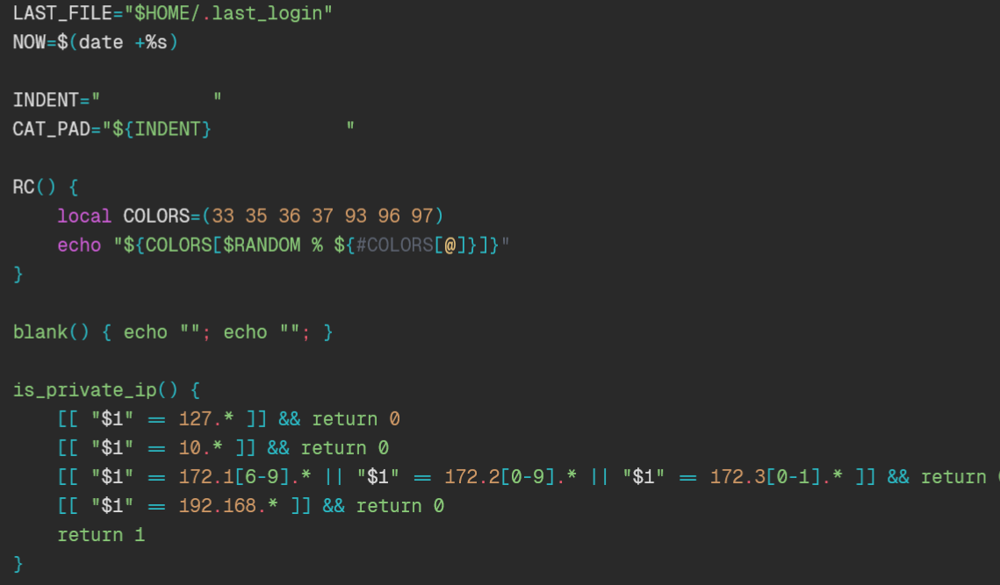 LAST_FILE="$HOME/.last_login"
NOW=$(date +%s)
INDENT="          "
CAT_PAD="${INDENT}            "
RC() {
    local COLORS=(33 35 36 37 93 96 97)
    echo "${COLORS[$RANDOM % ${#COLORS[@]}]}"
}
blank() { echo ""; echo ""; }
is_private_ip() {
    [[ "$1" == 127.* ]] && return 0
    [[ "$1" == 10.* ]] && return 0
    [[ "$1" == 172.1[6-9].* || "$1" == 172.2[0-9].* || "$1" == 172.3[0-1].* ]] && return
    [[ "$1" == 192.168.* ]] && return 0
    return 1
}